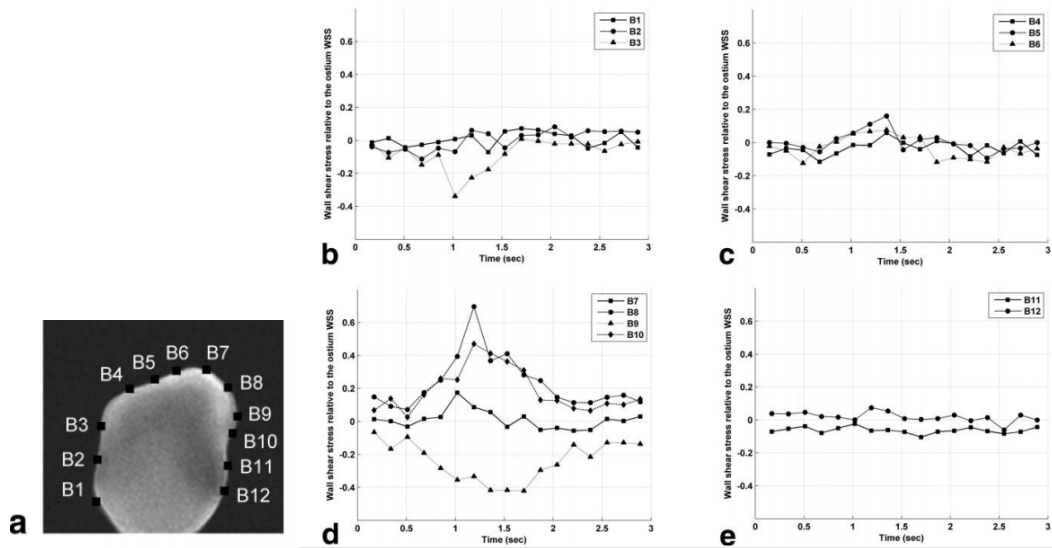 B1
B2
B3
Wall shear stress relative to the ostium WSS
0.6
0.4
0.2
0
-0.2
-0.4
0 0.5 1 1.5 2 2.5 3
Time (sec)
b
B4
B5
B6
Wall shear stress relative to the ostium WSS
0.6
0.4
0.2
0
-0.2
-0.4
0 0.5 1 1.5 2 2.5 3
Time (sec)
c
B1
B2
B3
B4
B5
B6
B7
B8
B9
B10
B11
B12
a
B7
B8
B9
B10
Wall shear stress relative to the ostium WSS
0.6
0.4
0.2
0
-0.2
-0.4
0 0.5 1 1.5 2 2.5 3
Time (sec)
d
B11
B12
Wall shear stress relative to the ostium WSS
0.6
0.4
0.2
0
-0.2
-0.4
0 0.5 1 1.5 2 2.5 3
Time (sec)
e